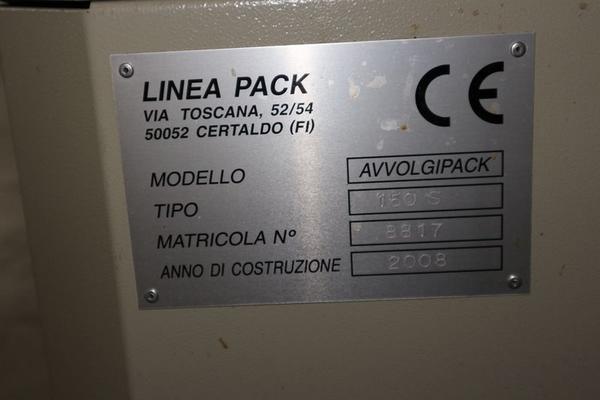 LINEA PACK
VIA TOSCANA, 52/54
50052 CERTALDO (FI)
CE
MODELLO AVVOLGIPACK
TIPO 150 S
MATRICOLA Nº 8817
ANNO DI COSTRUZIONE 2008